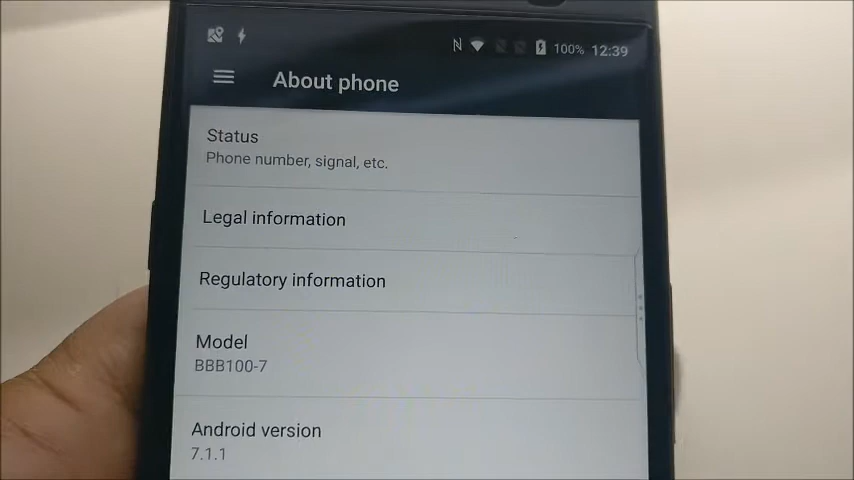 100% 12:39
About phone
Status
Phone number, signal, etc.
Legal information
Regulatory information
Model
BBB100-7
Android version
7.1.1